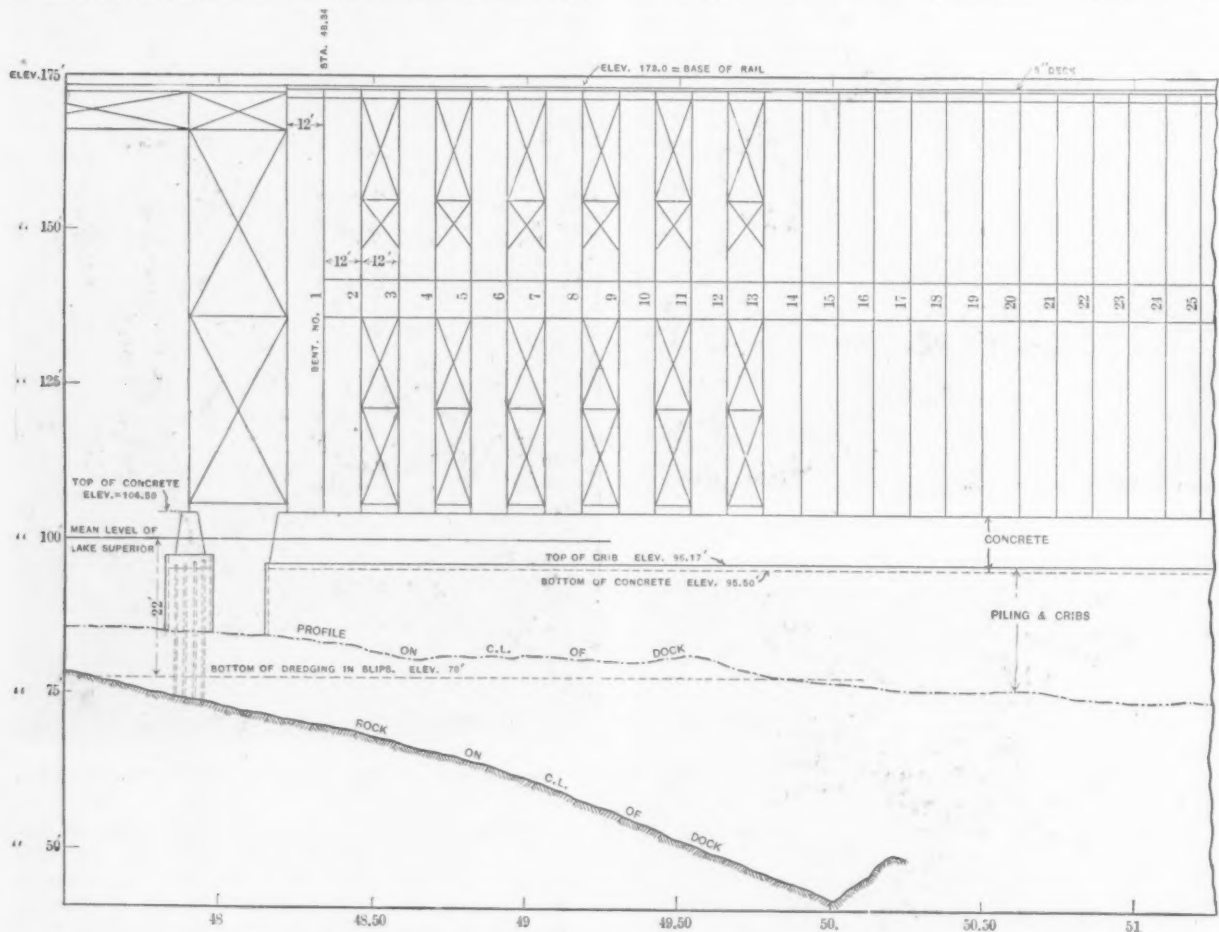 STA. 48.34
ELEV. 175'
ELEV. 173.0 = BASE OF RAIL
DECK
12'
150'
12' 12'
BENT. NO. 1 2 3 4 5 6 7 8 9 10 11 12 13 14 15 16 17 18 19 20 21 22 23 24 25
" 125'
TOP OF CONCRETE
ELEV.=104.50
" 100'
MEAN LEVEL OF
LAKE SUPERIOR
CONCRETE
TOP OF CRIB ELEV. 96.17'
BOTTOM OF CONCRETE ELEV. 95.50'
22'
PILING & CRIBS
PROFILE ON C.L. OF DOCK
BOTTOM OF DREDGING IN SLIPS. ELEV. 78'
" 75'
ROCK ON C.L. OF DOCK
" 50'
48 48.50 49 49.50 50. 50.50 51